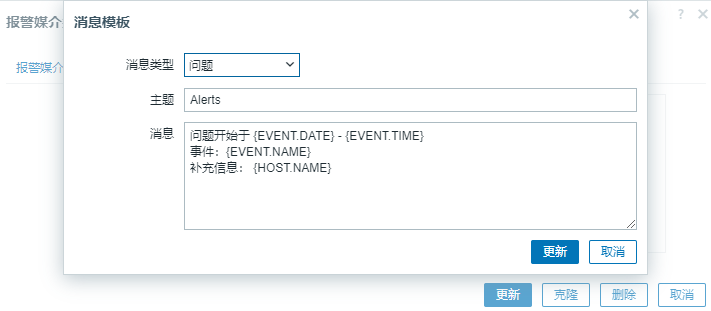 报警媒介
消息模板
报警媒介
消息类型
问题
主题
Alerts
消息
问题开始于 {EVENT.DATE} - {EVENT.TIME}
事件：{EVENT.NAME}
补充信息： {HOST.NAME}
更新
取消
?
更新
克隆
删除
取消